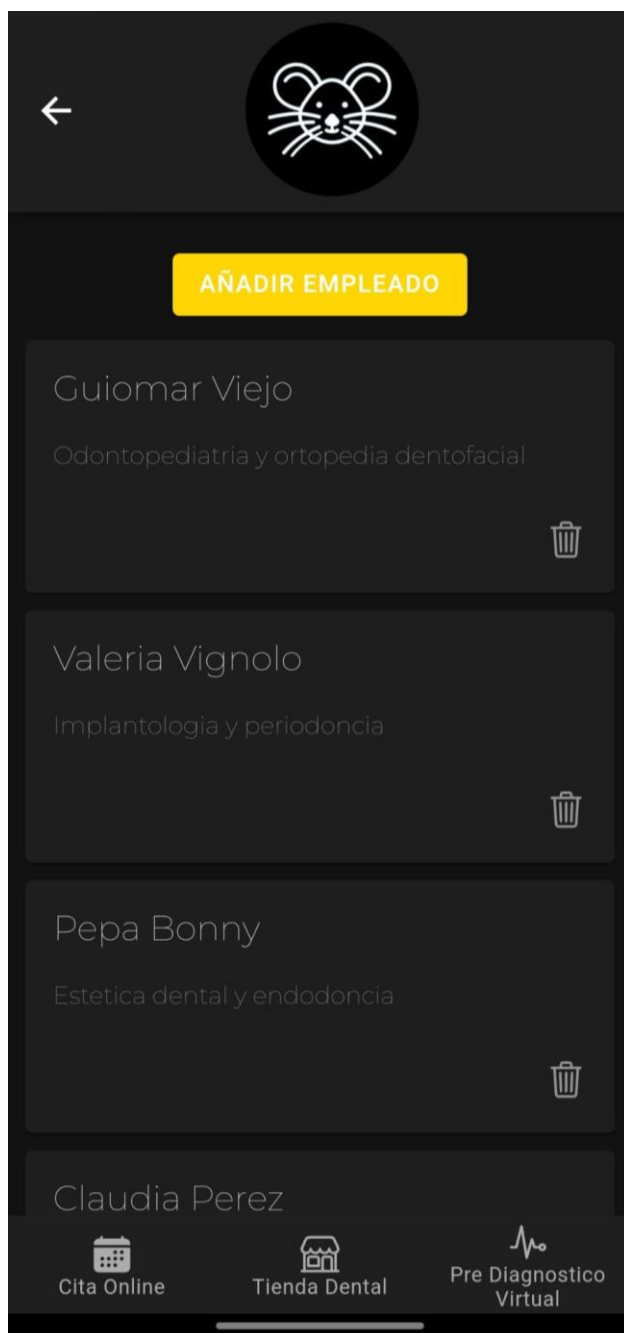 AÑADIR EMPLEADO
Guiomar Viejo
Odontopediatria y ortopedia dentofacial
Valeria Vignolo
Implantologia y periodoncia
Pepa Bonny
Estetica dental y endodoncia
Claudia Perez
Cita Online
Tienda Dental
Pre Diagnostico
Virtual